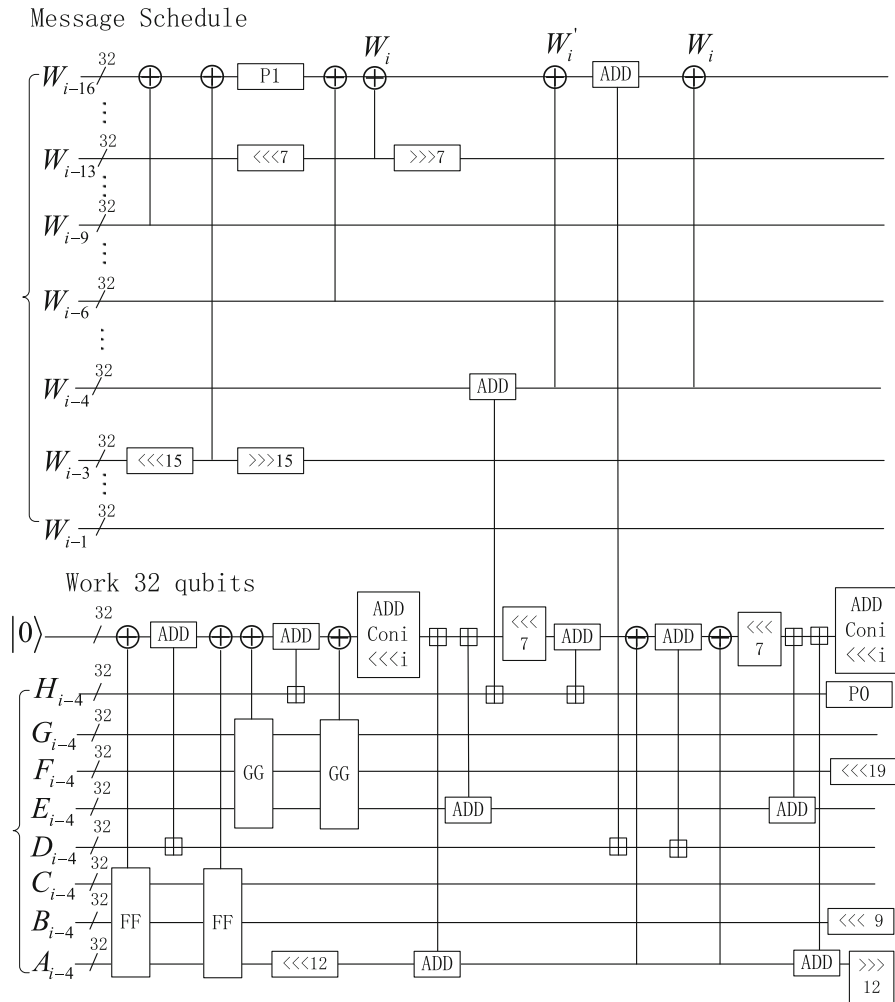 Message Schedule
W_i W_i' W_i
W_{i-16} 32 P1 ADD
W_{i-13} 32 <<<7 >>>7
W_{i-9} 32
W_{i-6} 32
W_{i-4} 32 ADD
W_{i-3} 32 <<<15 >>>15
W_{i-1} 32
Work 32 qubits
|0⟩ 32 ADD ADD ADD Coni <<<i <<< 7 ADD ADD <<< 7 ADD Coni <<<i
H_{i-4} 32 P0
G_{i-4} 32
F_{i-4} 32 GG GG <<<19
E_{i-4} 32 ADD ADD
D_{i-4} 32
C_{i-4} 32
B_{i-4} 32 FF FF <<< 9
A_{i-4} 32 <<<12 ADD ADD >>> 12